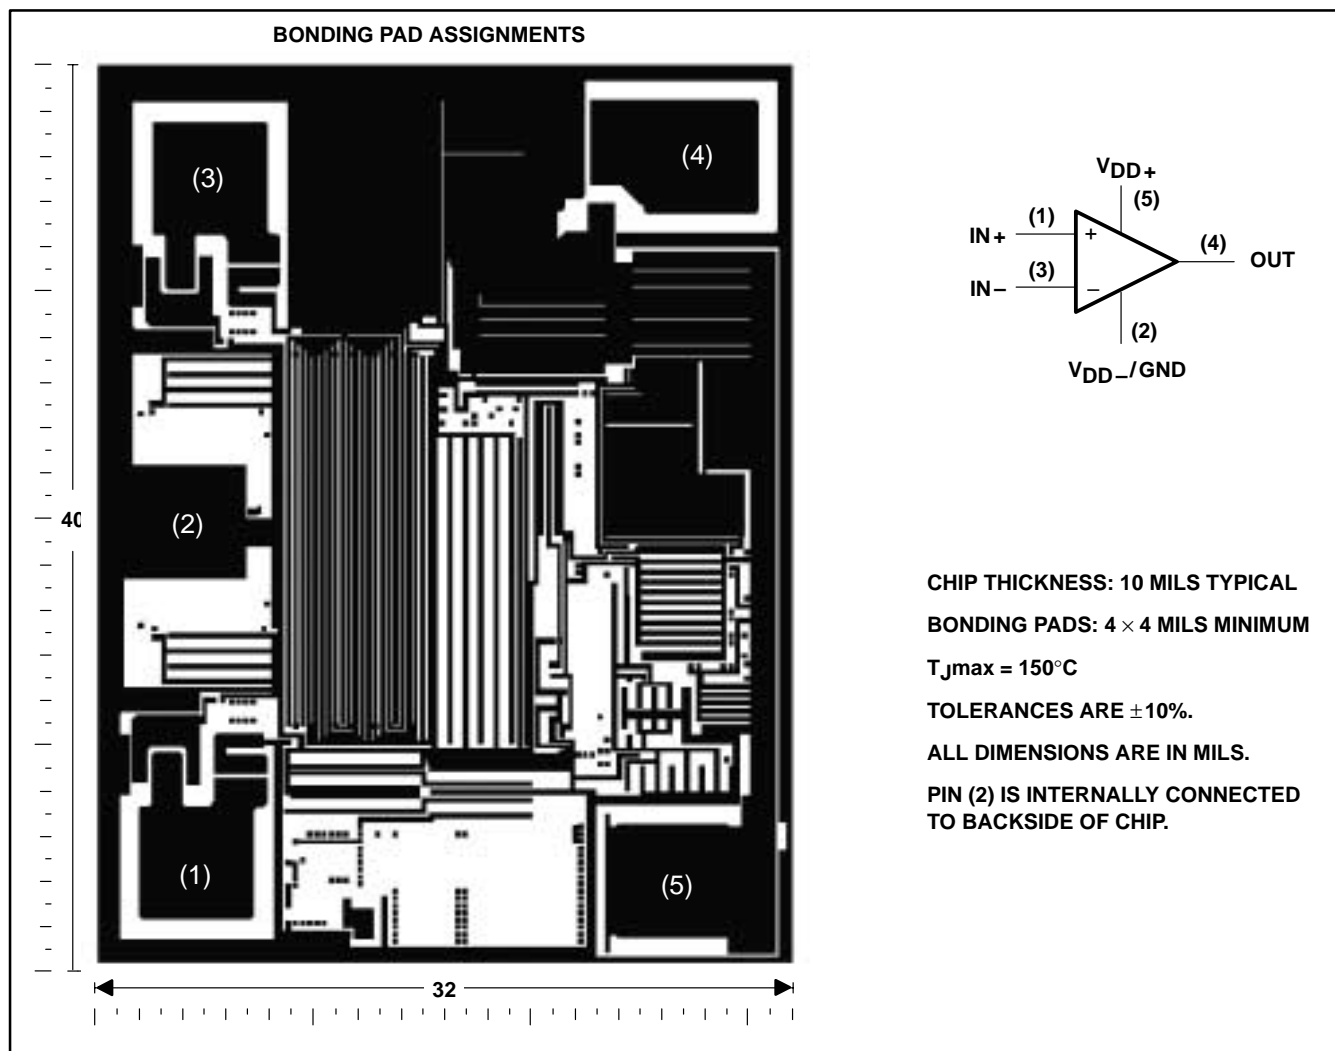 BONDING PAD ASSIGNMENTS
(3)
(4)
(2)
(1)
(5)
40
32
VDD+
(5)
(1)
IN+
+
(4)
OUT
(3)
IN−
−
(2)
VDD−/GND
CHIP THICKNESS: 10 MILS TYPICAL
BONDING PADS: 4 × 4 MILS MINIMUM
TJmax = 150°C
TOLERANCES ARE ±10%.
ALL DIMENSIONS ARE IN MILS.
PIN (2) IS INTERNALLY CONNECTED
TO BACKSIDE OF CHIP.